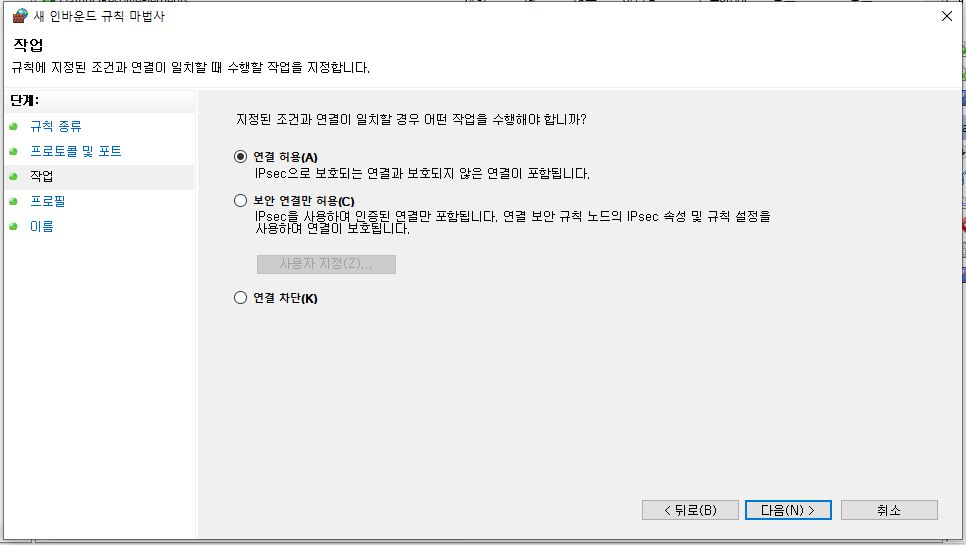 새 인바운드 규칙 마법사
작업
규칙에 지정된 조건과 연결이 일치할 때 수행할 작업을 지정합니다.
단계:
규칙 종류
프로토콜 및 포트
작업
프로필
이름
지정된 조건과 연결이 일치할 경우 어떤 작업을 수행해야 합니까?
연결 허용(A)
IPsec으로 보호되는 연결과 보호되지 않은 연결이 포함됩니다.
보안 연결만 허용(C)
IPsec을 사용하여 인증된 연결만 포함됩니다. 연결 보안 규칙 노드의 IPsec 속성 및 규칙 설정을
사용하여 연결이 보호됩니다.
사용자 지정(Z)...
연결 차단(K)
< 뒤로(B)
다음(N) >
취소